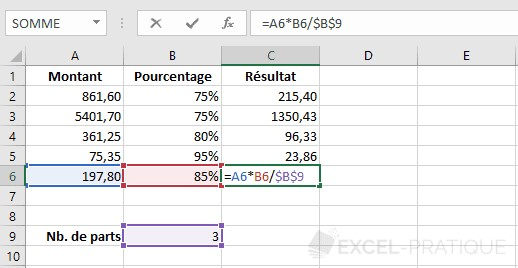 SOMME =A6*B6/$B$9
A B C D E
1 Montant Pourcentage Résultat
2 861,60 75% 215,40
3 5401,70 75% 1350,43
4 361,25 80% 96,33
5 75,35 95% 23,86
6 197,80 85% =A6*B6/$B$9
7
8
9 Nb. de parts 3
EXCEL-PRATIQUE
10